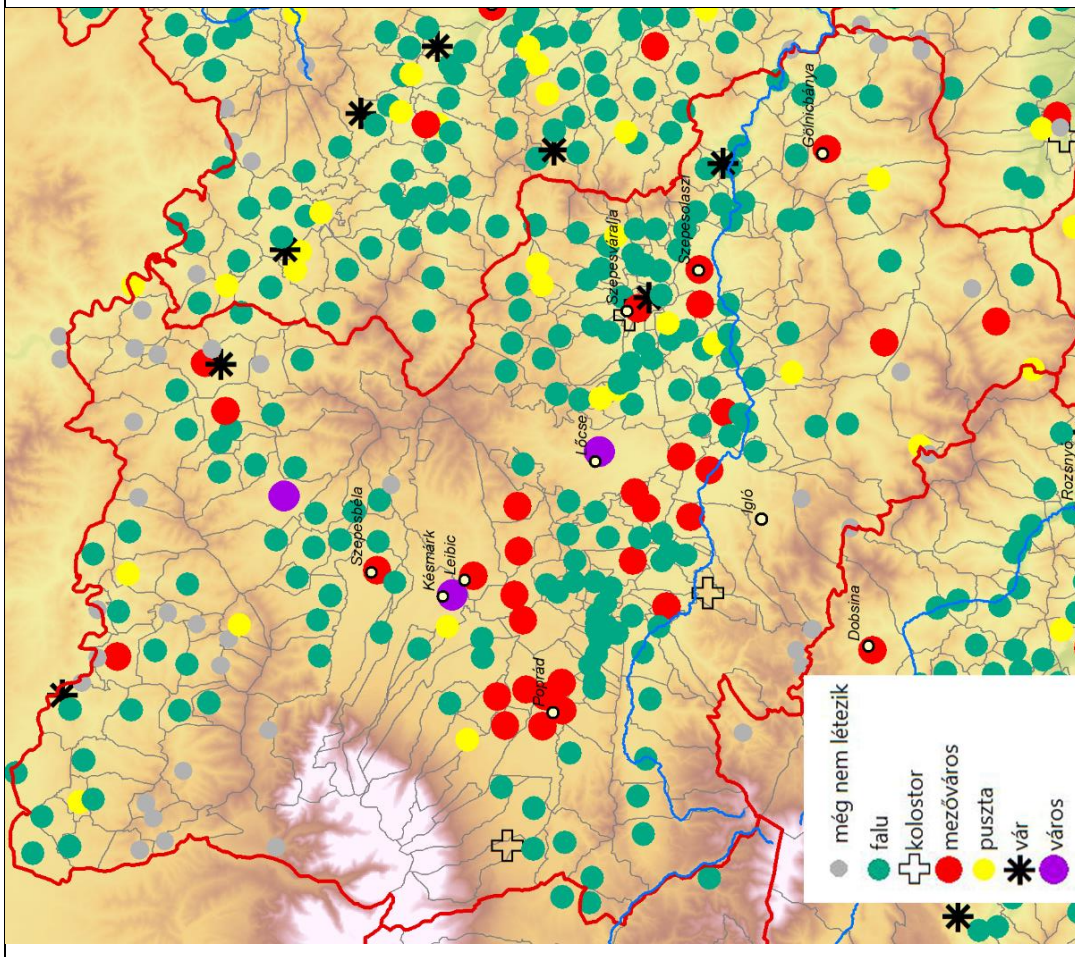 Gölnicbánya
Szepesolaszi
Szepesváralja
Lőcse
Szepesbéla
Késmárk
Leibic
Igló
Rozsnyó
Dobsina
Poprád
még nem létezik
falu
kolostor
mezőváros
puszta
vár
város